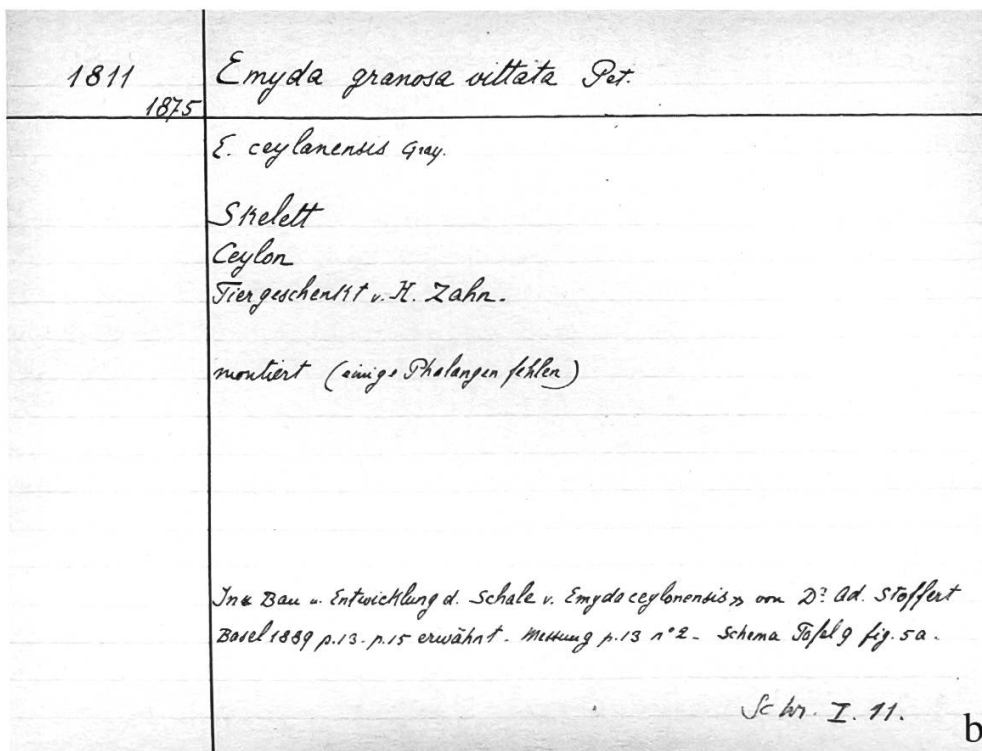 1811 Emyda granosa vittata Pet.
1875
E. ceylanensis Gray.
Skelett
Ceylon
Tier geschenkt v. H. Zahn.
montiert (einige Phalangen fehlen)
In « Bau u. Entwicklung d. Schale v. Emyda ceylonensis » von Dr Ad. Stoffert
Basel 1889 p. 13. p. 15 erwähnt. Messung p. 13 n° 2 - Schema Tafel 9 fig. 5a.
Schr. I. 11.
b